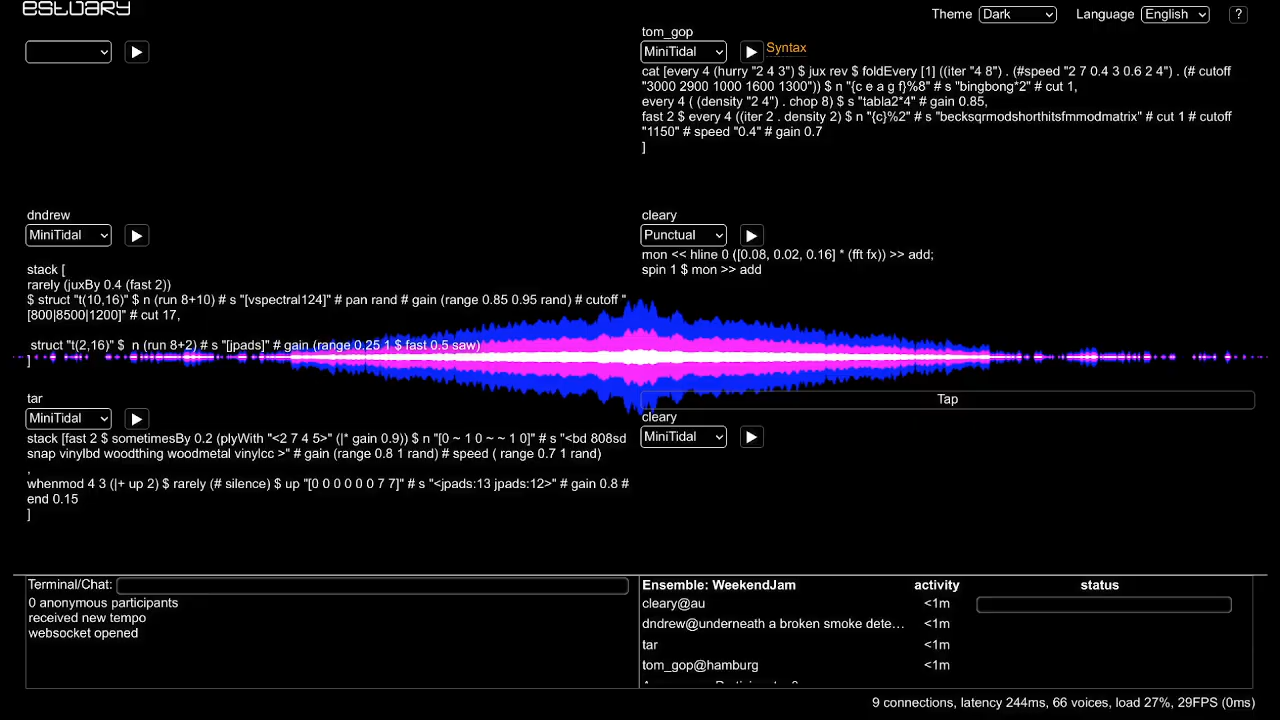 estuary
Theme Dark Language English ?
tom_gop
MiniTidal Syntax
cat [every 4 (hurry "2 4 3") $ jux rev $ foldEvery [1] ((iter "4 8") . (#speed "2 7 0.4 3 0.6 2 4") . (# cutoff
"3000 2900 1000 1600 1300")) $ n "{c e a g f}%8" # s "bingbong*2" # cut 1,
every 4 ( (density "2 4") . chop 8) $ s "tabla2*4" # gain 0.85,
fast 2 $ every 4 ((iter 2 . density 2) $ n "{c}%2" # s "becksqrmodshorthitsfmmodmatrix" # cut 1 # cutoff
"1150" # speed "0.4" # gain 0.7
]
dndrew
MiniTidal
stack [
rarely (juxBy 0.4 (fast 2))
$ struct "t(10,16)" $ n (run 8+10) # s "[vspectral124]" # pan rand # gain (range 0.85 0.95 rand) # cutoff "
[800|8500|1200]" # cut 17,
struct "t(2,16)" $ n (run 8+2) # s "[jpads]" # gain (range 0.25 1 $ fast 0.5 saw)
]
cleary
Punctual
mon << hline 0 ([0.08, 0.02, 0.16] * (fft fx)) >> add;
spin 1 $ mon >> add
tar
MiniTidal
stack [fast 2 $ sometimesBy 0.2 (plyWith "<2 7 4 5>" (|* gain 0.9)) $ n "[0 ~ 1 0 ~ ~ 1 0]" # s "<bd 808sd
snap vinylbd woodthing woodmetal vinylcc >" # gain (range 0.8 1 rand) # speed ( range 0.7 1 rand)
,
whenmod 4 3 (|+ up 2) $ rarely (# silence) $ up "[0 0 0 0 0 0 7 7]" # s "<jpads:13 jpads:12>" # gain 0.8 #
end 0.15
]
Tap
cleary
MiniTidal
Terminal/Chat:
0 anonymous participants
received new tempo
websocket opened
Ensemble: WeekendJam activity status
cleary@au <1m
dndrew@underneath a broken smoke dete… <1m
tar <1m
tom_gop@hamburg <1m
9 connections, latency 244ms, 66 voices, load 27%, 29FPS (0ms)